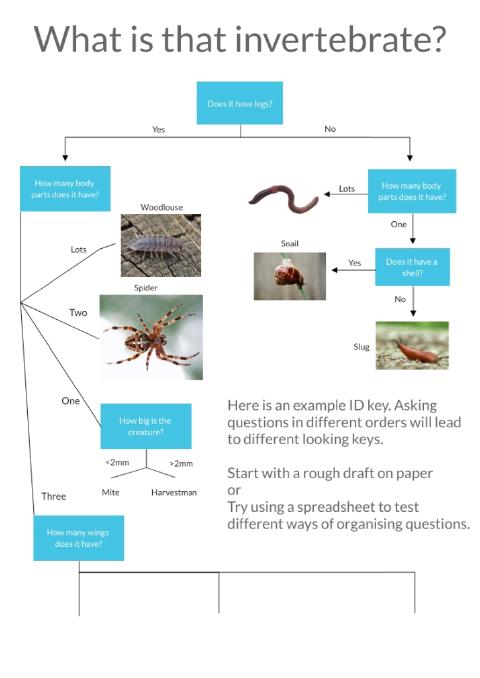 What is that invertebrate?
Does it have legs?
Yes
No
How many body
parts does it have?
Lots
How many body
parts does it have?
Woodlouse
One
Lots
Snail
Yes
Does it have a
shell?
Spider
No
Two
Slug
One
How big is the
creature?
<2mm
>2mm
Mite
Harvestman
Three
How many wings
does it have?
Here is an example ID key. Asking
questions in different orders will lead
to different looking keys.
Start with a rough draft on paper
or
Try using a spreadsheet to test
different ways of organising questions.